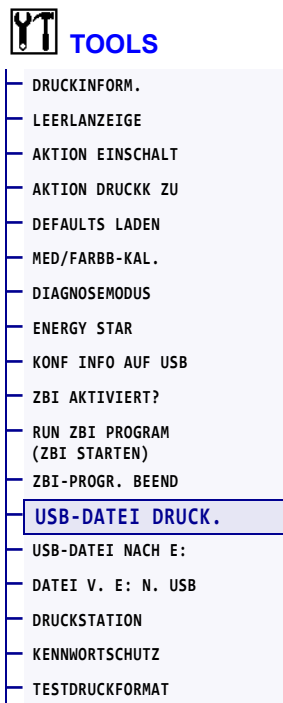 TOOLS
DRUCKINFORM.
LEERLANZEIGE
AKTION EINSCHALT
AKTION DRUCKK ZU
DEFAULTS LADEN
MED/FARBB-KAL.
DIAGNOSEMODUS
ENERGY STAR
KONF INFO AUF USB
ZBI AKTIVIERT?
RUN ZBI PROGRAM
(ZBI STARTEN)
ZBI-PROGR. BEEND
USB-DATEI DRUCK.
USB-DATEI NACH E:
DATEI V. E: N. USB
DRUCKSTATION
KENNWORTSCHUTZ
TESTDRUCKFORMAT